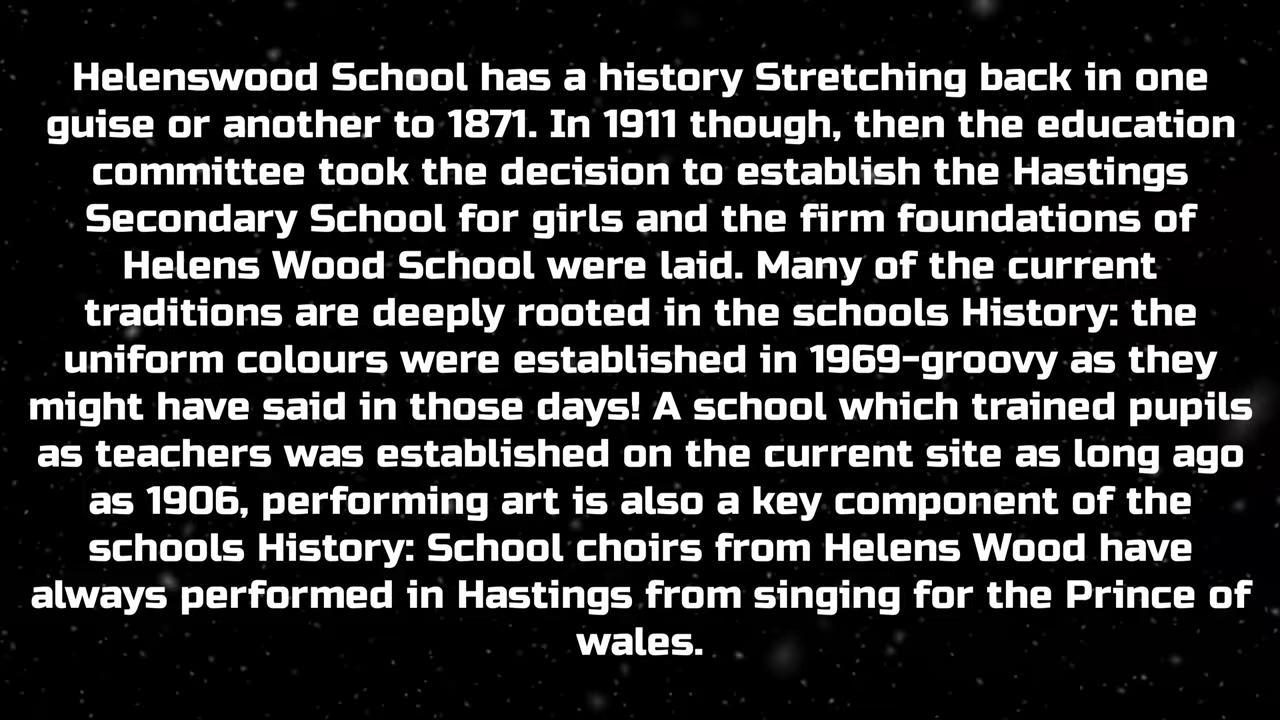 Helenswood School has a history Stretching back in one
guise or another to 1871. In 1911 though, then the education
committee took the decision to establish the Hastings
Secondary School for girls and the firm foundations of
Helens Wood School were laid. Many of the current
traditions are deeply rooted in the schools History: the
uniform colours were established in 1969-groovy as they
might have said in those days! A school which trained pupils
as teachers was established on the current site as long ago
as 1906, performing art is also a key component of the
schools History: School choirs from Helens Wood have
always performed in Hastings from singing for the Prince of
wales.